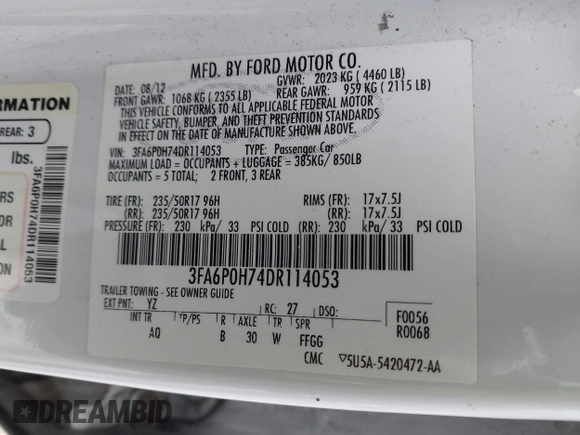 MFD. BY FORD MOTOR CO.
DATE: 08/12
GVWR: 2023 KG ( 4460 LB)
FRONT GAWR: 1068 KG ( 2355 LB)
REAR GAWR: 959 KG ( 2115 LB)
THIS VEHICLE CONFORMS TO ALL APPLICABLE FEDERAL MOTOR
VEHICLE SAFETY, BUMPER, AND THEFT PREVENTION STANDARDS
IN EFFECT ON THE DATE OF MANUFACTURE SHOWN ABOVE.
VIN: 3FA6P0H74DR114053 TYPE: Passenger Car
MAXIMUM LOAD = OCCUPANTS + LUGGAGE = 385KG/ 850LB
OCCUPANTS = 5 TOTAL; 2 FRONT, 3 REAR
TIRE (FR): 235/50R17 96H RIMS (FR): 17x7.5J
(RR): 235/50R17 96H (RR): 17x7.5J
PRESSURE (FR): 230 kPa/ 33 PSI COLD (RR): 230 kPa/ 33 PSI COLD
3FA6P0H74DR114053
TRAILER TOWING - SEE OWNER GUIDE
EXT PNT: YZ RC: 27 DSO:
F0056
R0068
INT TR TP/PS R AXLE TR SPR
AQ B 30 W FFGG
CMC ▽5U5A-5420472-AA
ORMATION
REAR: 3
lbs.
3FA6P0H74DR114053
RS
OR
AL
ON
DREAMBID